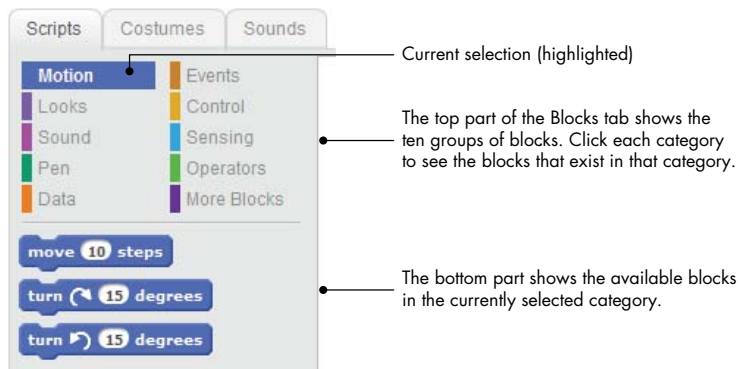 Scripts Costumes Sounds
Motion Events
Looks Control
Sound Sensing
Pen Operators
Data More Blocks
move 10 steps
turn 15 degrees
turn 15 degrees
Current selection (highlighted)
The top part of the Blocks tab shows the
ten groups of blocks. Click each category
to see the blocks that exist in that category.
The bottom part shows the available blocks
in the currently selected category.